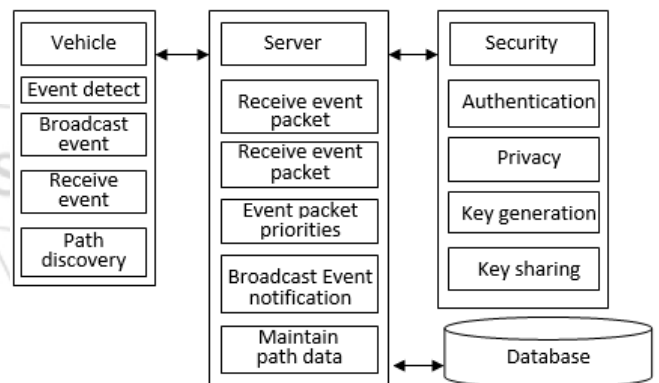 Vehicle
Event detect
Broadcast
event
Receive
event
Path
discovery
Server
Receive event
packet
Receive event
packet
Event packet
priorities
Broadcast Event
notification
Maintain
path data
Security
Authentication
Privacy
Key generation
Key sharing
Database